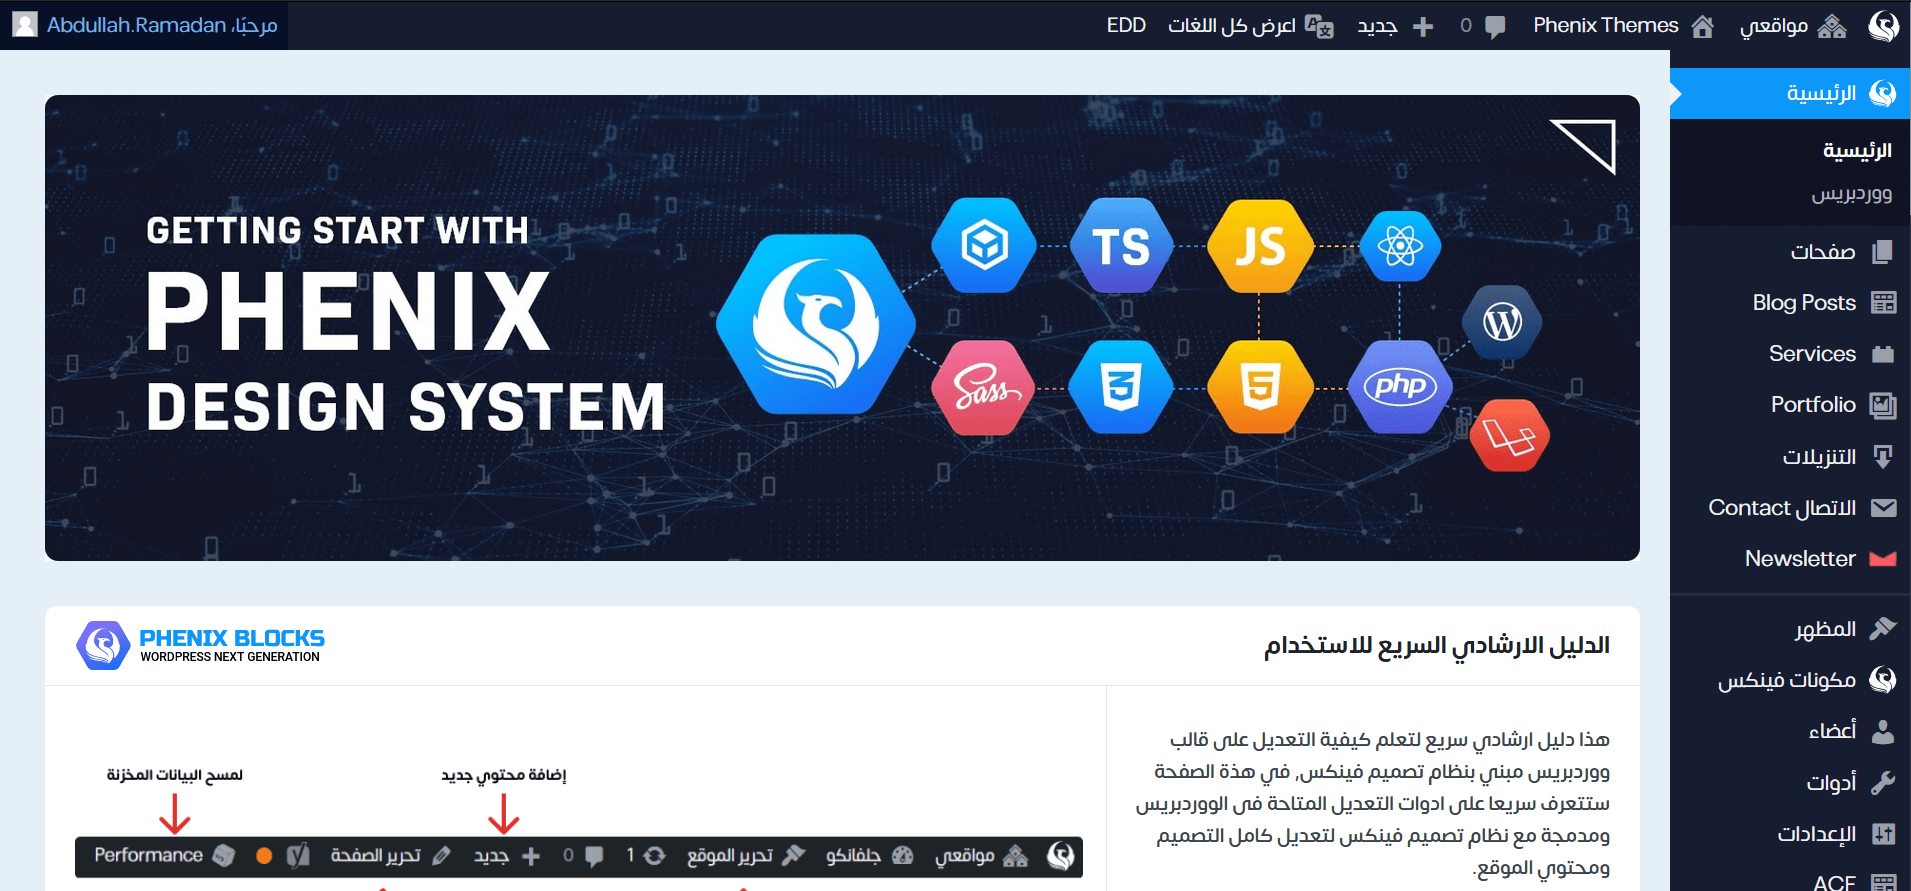 مواقعي
Phenix Themes
0
جديد
اعرض كل اللغات
EDD
مرحبًا، Abdullah.Ramadan
الرئيسية
الرئيسية
ووردبريس
صفحات
Blog Posts
Services
Portfolio
التنزيلات
الاتصال Contact
Newsletter
المظهر
مكونات فينكس
أعضاء
أدوات
الإعدادات
ACF
GETTING START WITH
PHENIX
DESIGN SYSTEM
TS
JS
Sass
3
5
php
W
الدليل الارشادي السريع للاستخدام
PHENIX BLOCKS
WORDPRESS NEXT GENERATION
هذا دليل ارشادي سريع لتعلم كيفية التعديل على قالب
ووردبريس مبني بنظام تصميم فينكس, في هذة الصفحة
ستتعرف سريعا على ادوات التعديل المتاحة في الووردبريس
ومدمجة مع نظام تصميم فينكس لتعديل كامل التصميم
ومحتوي الموقع.
إضافة محتوي جديد
لمسح البيانات المخزنة
مواقعي
جلفانكو
تحرير الموقع
1
0
جديد
تحرير الصفحة
Performance